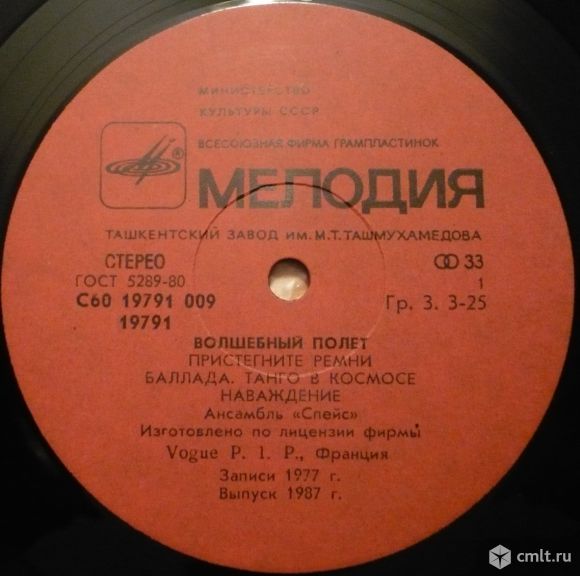 МИНИСТЕРСТВО
КУЛЬТУРЫ СССР
ВСЕСОЮЗНАЯ ФИРМА ГРАМПЛАСТИНОК
®
МЕЛОДИЯ
ТАШКЕНТСКИЙ ЗАВОД ИМ. М.Т. ТАШМУХАМЕДОВА
СТЕРЕО
33
ГОСТ 5289-80
1
С60 19791 009
Гр. 3. 3-25
19791
ВОЛШЕБНЫЙ ПОЛЕТ
ПРИСТЕГНИТЕ РЕМНИ
БАЛЛАДА. ТАНГО В КОСМОСЕ
НАВАЖДЕНИЕ
Ансамбль «Спейс»
Изготовлено по лицензии фирмы
Vogue P. I. P., Франция
Записи 1977 г.
Выпуск 1987 г.
cmlt.ru